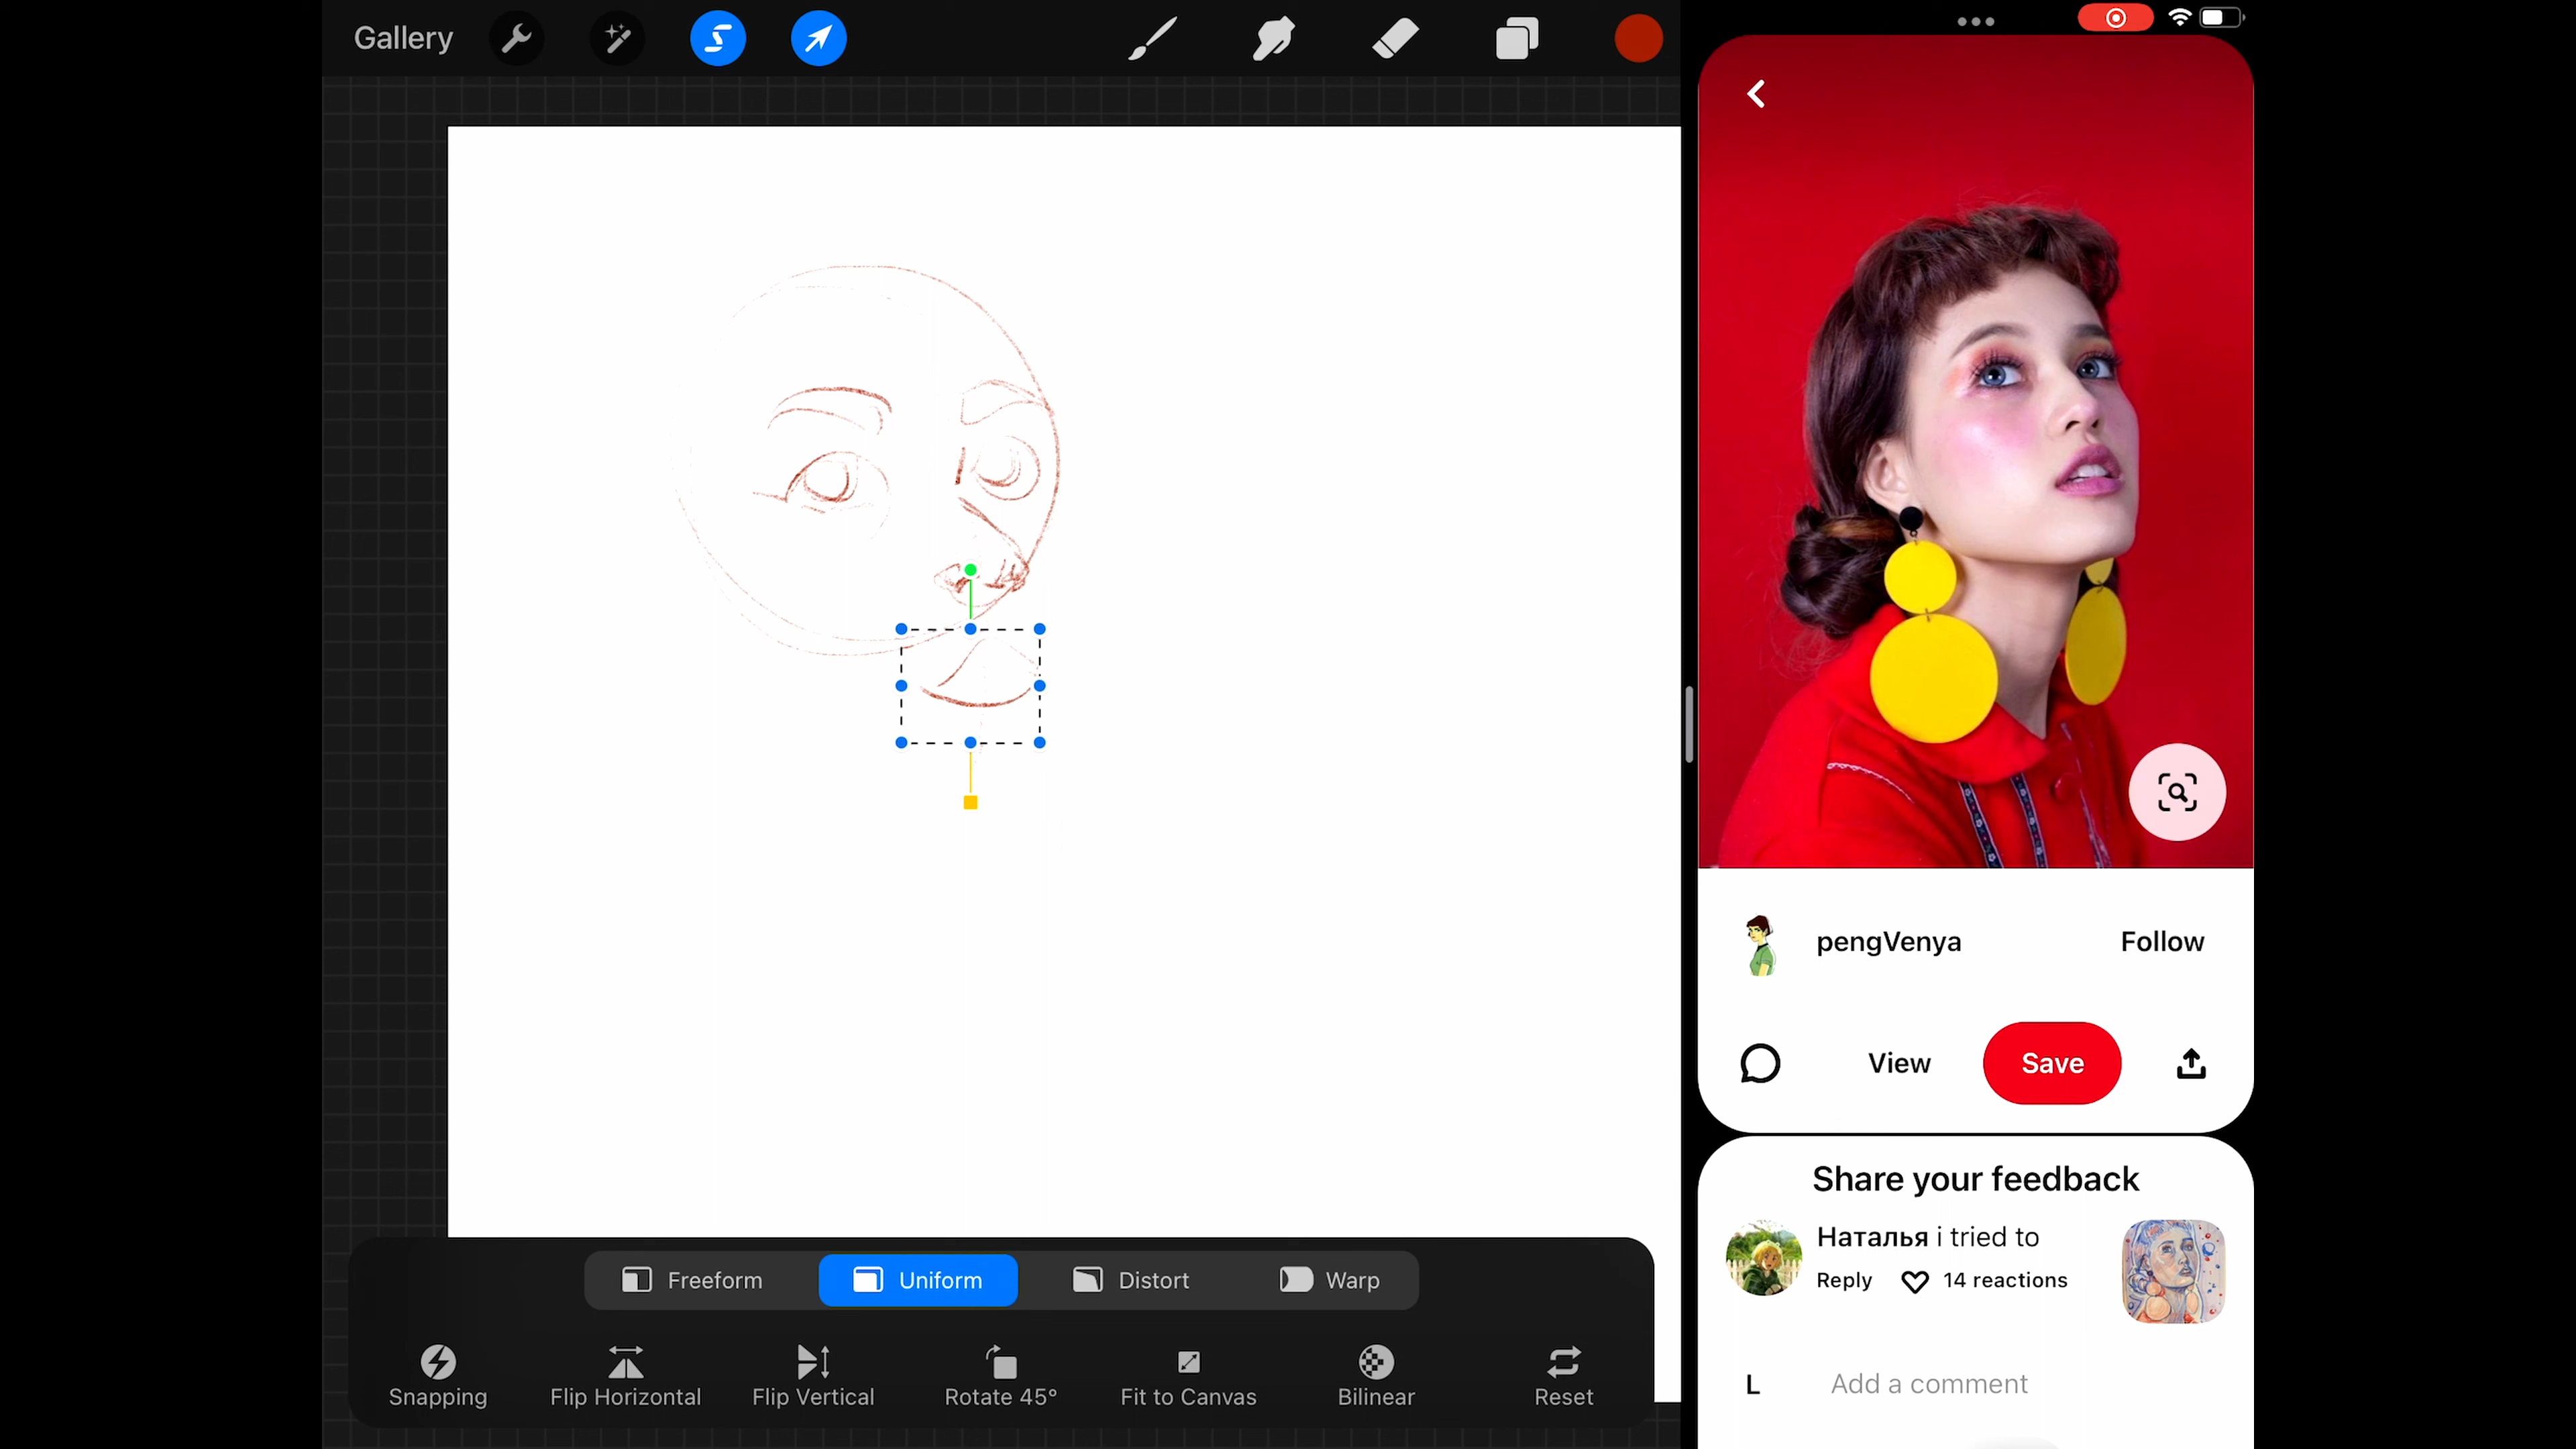 Gallery
Freeform
Uniform
Distort
Warp
Snapping
Flip Horizontal
Flip Vertical
Rotate 45°
Fit to Canvas
Bilinear
Reset
pengVenya
Follow
View
Save
Share your feedback
Наталья i tried to
Reply
14 reactions
L
Add a comment